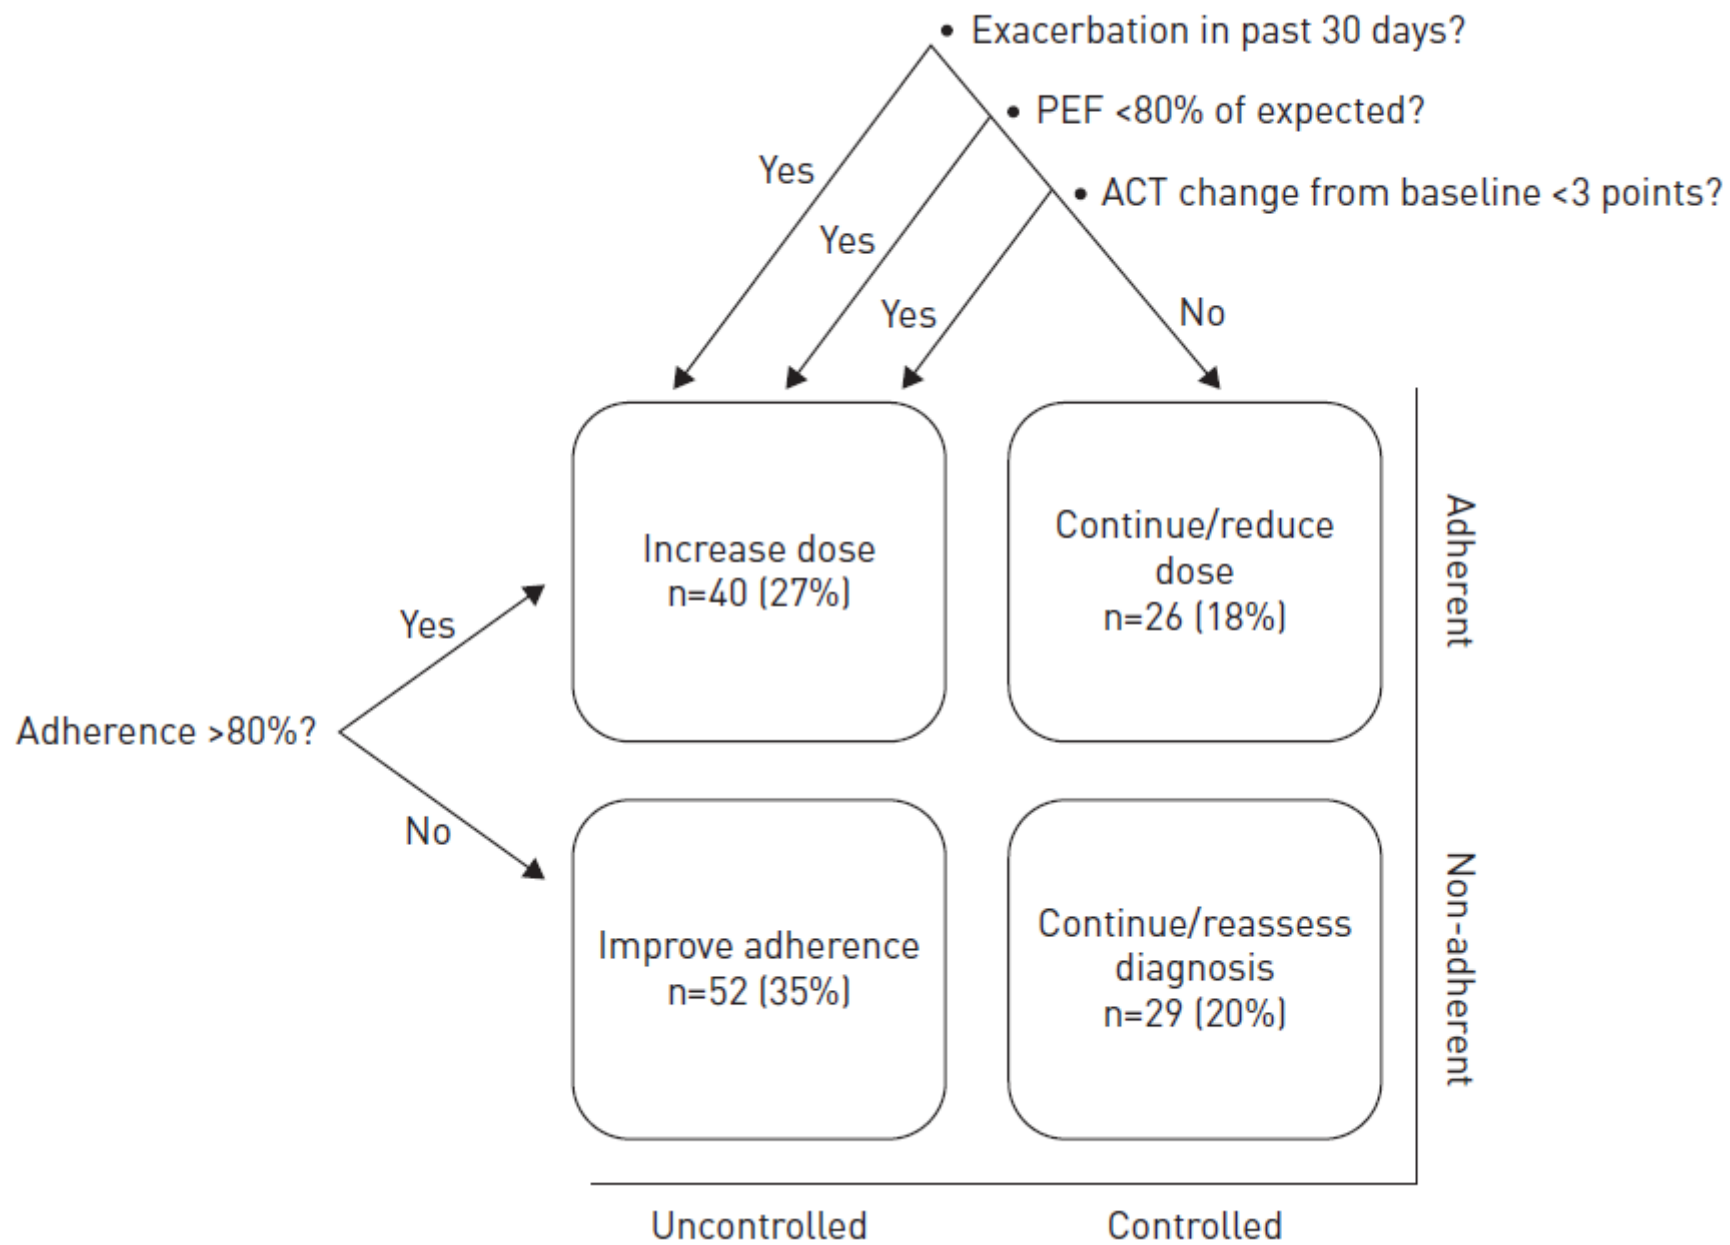 • Exacerbation in past 30 days?
• PEF <80% of expected?
• ACT change from baseline <3 points?
Yes
Yes
Yes
No
Increase dose
n=40 (27%)
Continue/reduce
dose
n=26 (18%)
Adherent
Yes
Adherence >80%?
No
Improve adherence
n=52 (35%)
Continue/reassess
diagnosis
n=29 (20%)
Non-adherent
Uncontrolled
Controlled